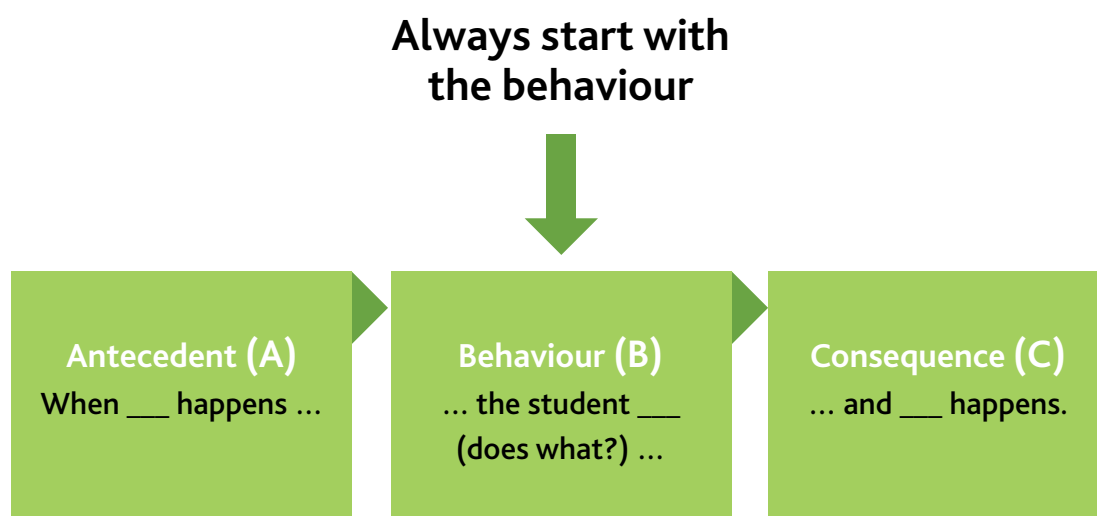 Always start with
the behaviour
Antecedent (A)
When ___ happens ...
Behaviour (B)
... the student ___
(does what?) ...
Consequence (C)
... and ___ happens.